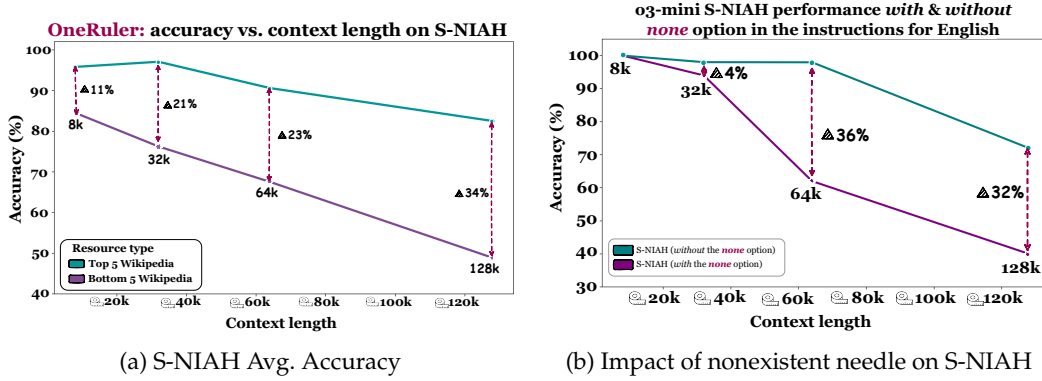 OneRuler: accuracy vs. context length on S-NIAH
Accuracy (%)
100
90
80
70
60
50
40
11%
21%
23%
34%
8k
32k
64k
128k
Resource type
Top 5 Wikipedia
Bottom 5 Wikipedia
20k
40k
60k
80k
100k
120k
Context length
(a) S-NIAH Avg. Accuracy
o3-mini S-NIAH performance with & without
none option in the instructions for English
Accuracy (%)
100
90
80
70
60
50
40
30
8k
32k
64k
128k
4%
36%
32%
S-NIAH (without the none option)
S-NIAH (with the none option)
20k
40k
60k
80k
100k
120k
Context length
(b) Impact of nonexistent needle on S-NIAH